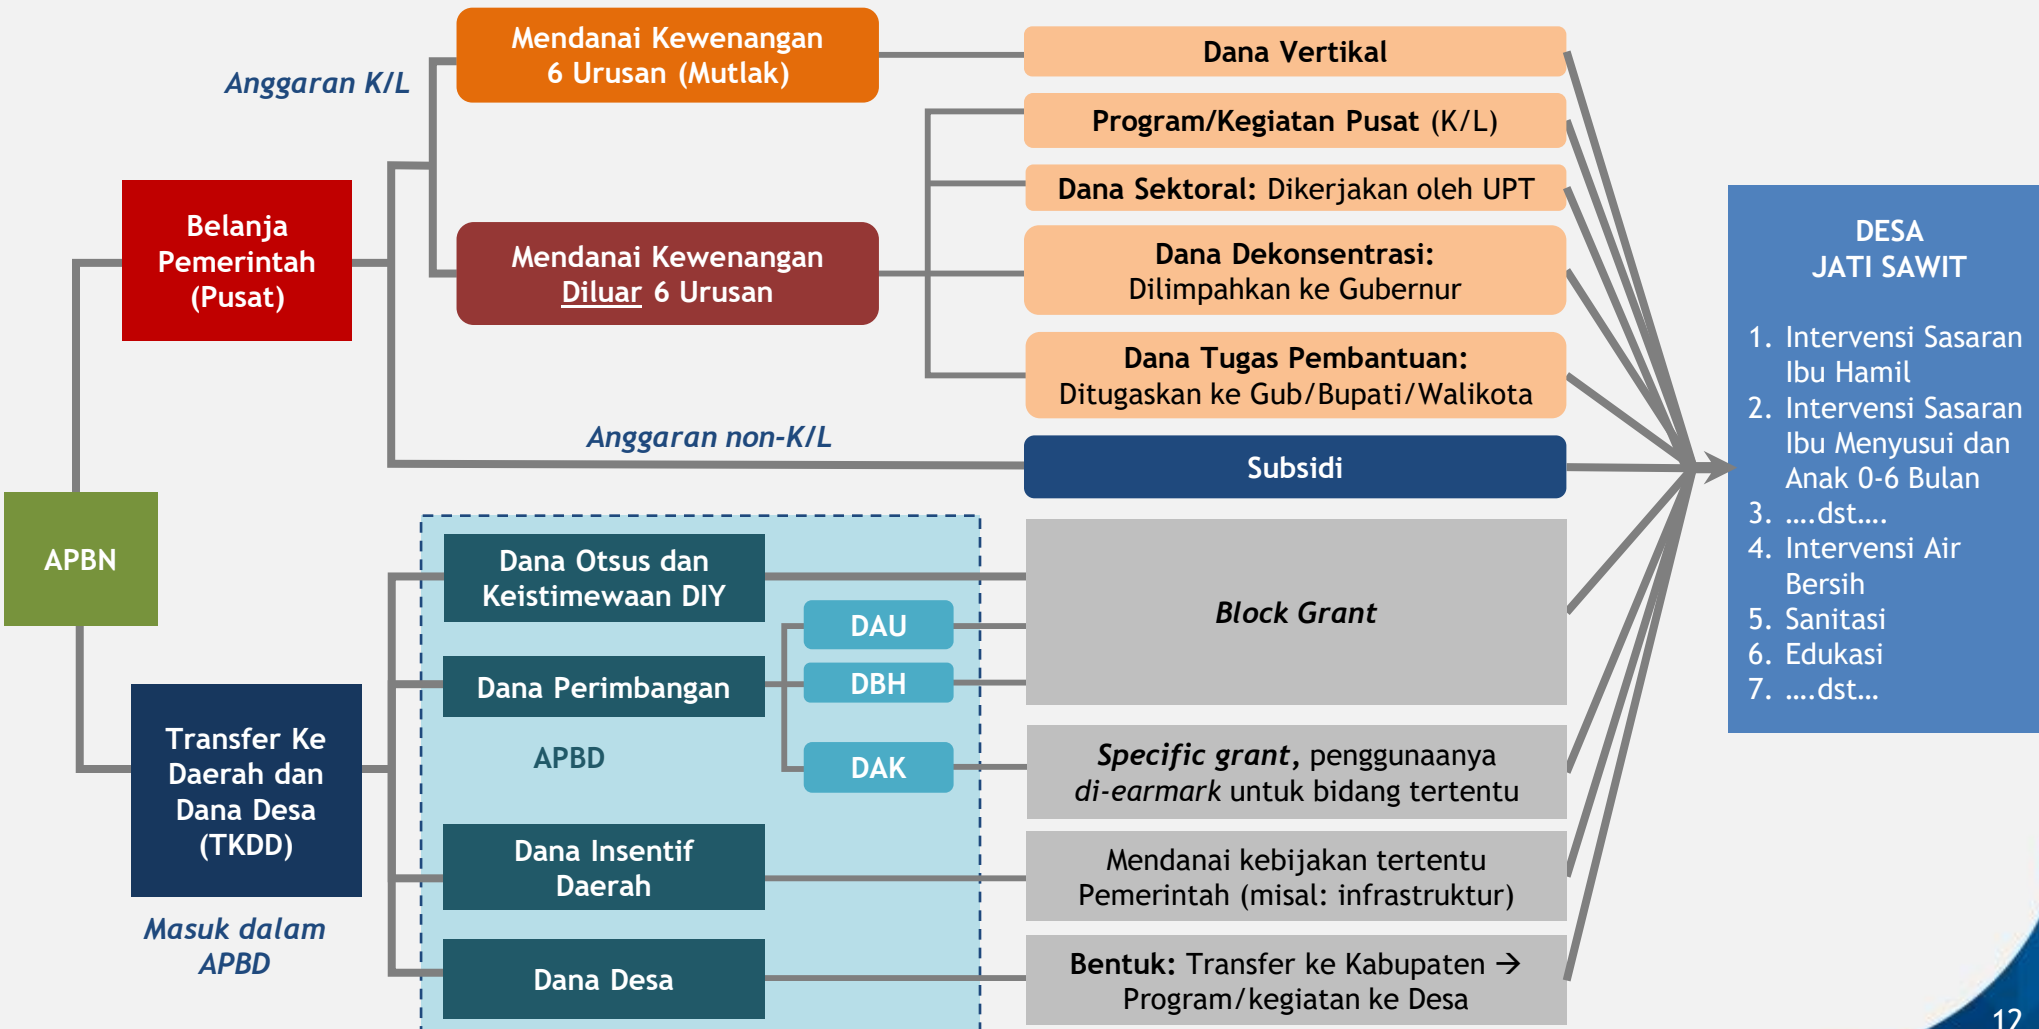 Anggaran K/L
Mendanai Kewenangan
6 Urusan (Mutlak)
Dana Vertikal
Program/Kegiatan Pusat (K/L)
Dana Sektoral: Dikerjakan oleh UPT
Belanja
Pemerintah
(Pusat)
Mendanai Kewenangan
Diluar 6 Urusan
Dana Dekonsentrasi:
Dilimpahkan ke Gubernur
Dana Tugas Pembantuan:
Ditugaskan ke Gub/Bupati/Walikota
Anggaran non-K/L
Subsidi
APBN
Dana Otsus dan
Keistimewaan DIY
DAU
Block Grant
Dana Perimbangan
DBH
APBD
DAK
Specific grant, penggunaanya
di-earmark untuk bidang tertentu
Transfer Ke
Daerah dan
Dana Desa
(TKDD)
Masuk dalam
APBD
Dana Insentif
Daerah
Mendanai kebijakan tertentu
Pemerintah (misal: infrastruktur)
Dana Desa
Bentuk: Transfer ke Kabupaten →
Program/kegiatan ke Desa
DESA
JATI SAWIT
1. Intervensi Sasaran
Ibu Hamil
2. Intervensi Sasaran
Ibu Menyusui dan
Anak 0-6 Bulan
3. ….dst….
4. Intervensi Air
Bersih
5. Sanitasi
6. Edukasi
7. ….dst…
12